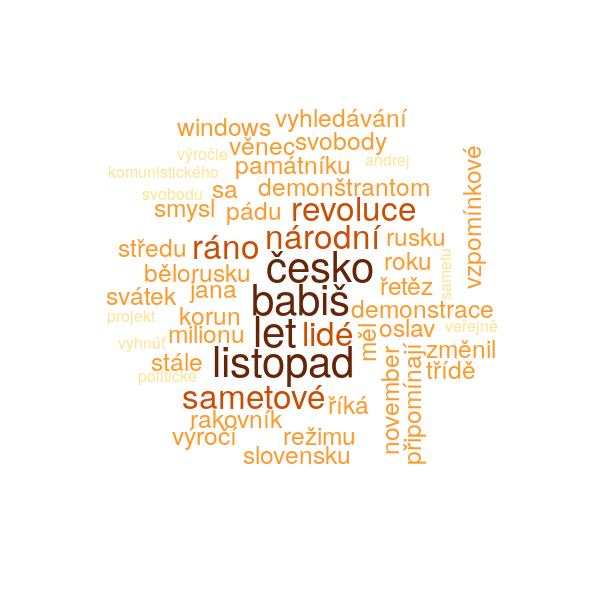 windows
vyhledávání
věnec
svobody
výročie
památníku
andrej
komunistického
sa
demonštrantom
svobodu
smysl
pádu
revoluce
vzpomínkové
národní
rusku
středu
ráno
česko
roku
bělorusku
řetěz
sametu
svátek
jana
babiš
demonstrace
projekt
korun
let
lidé
měl
oslav
veřejně
milionu
vyhnúť
listopad
november
připomínají
změnil
stále
třídě
politické
sametové
říká
rakovník
výročí
režimu
slovensku